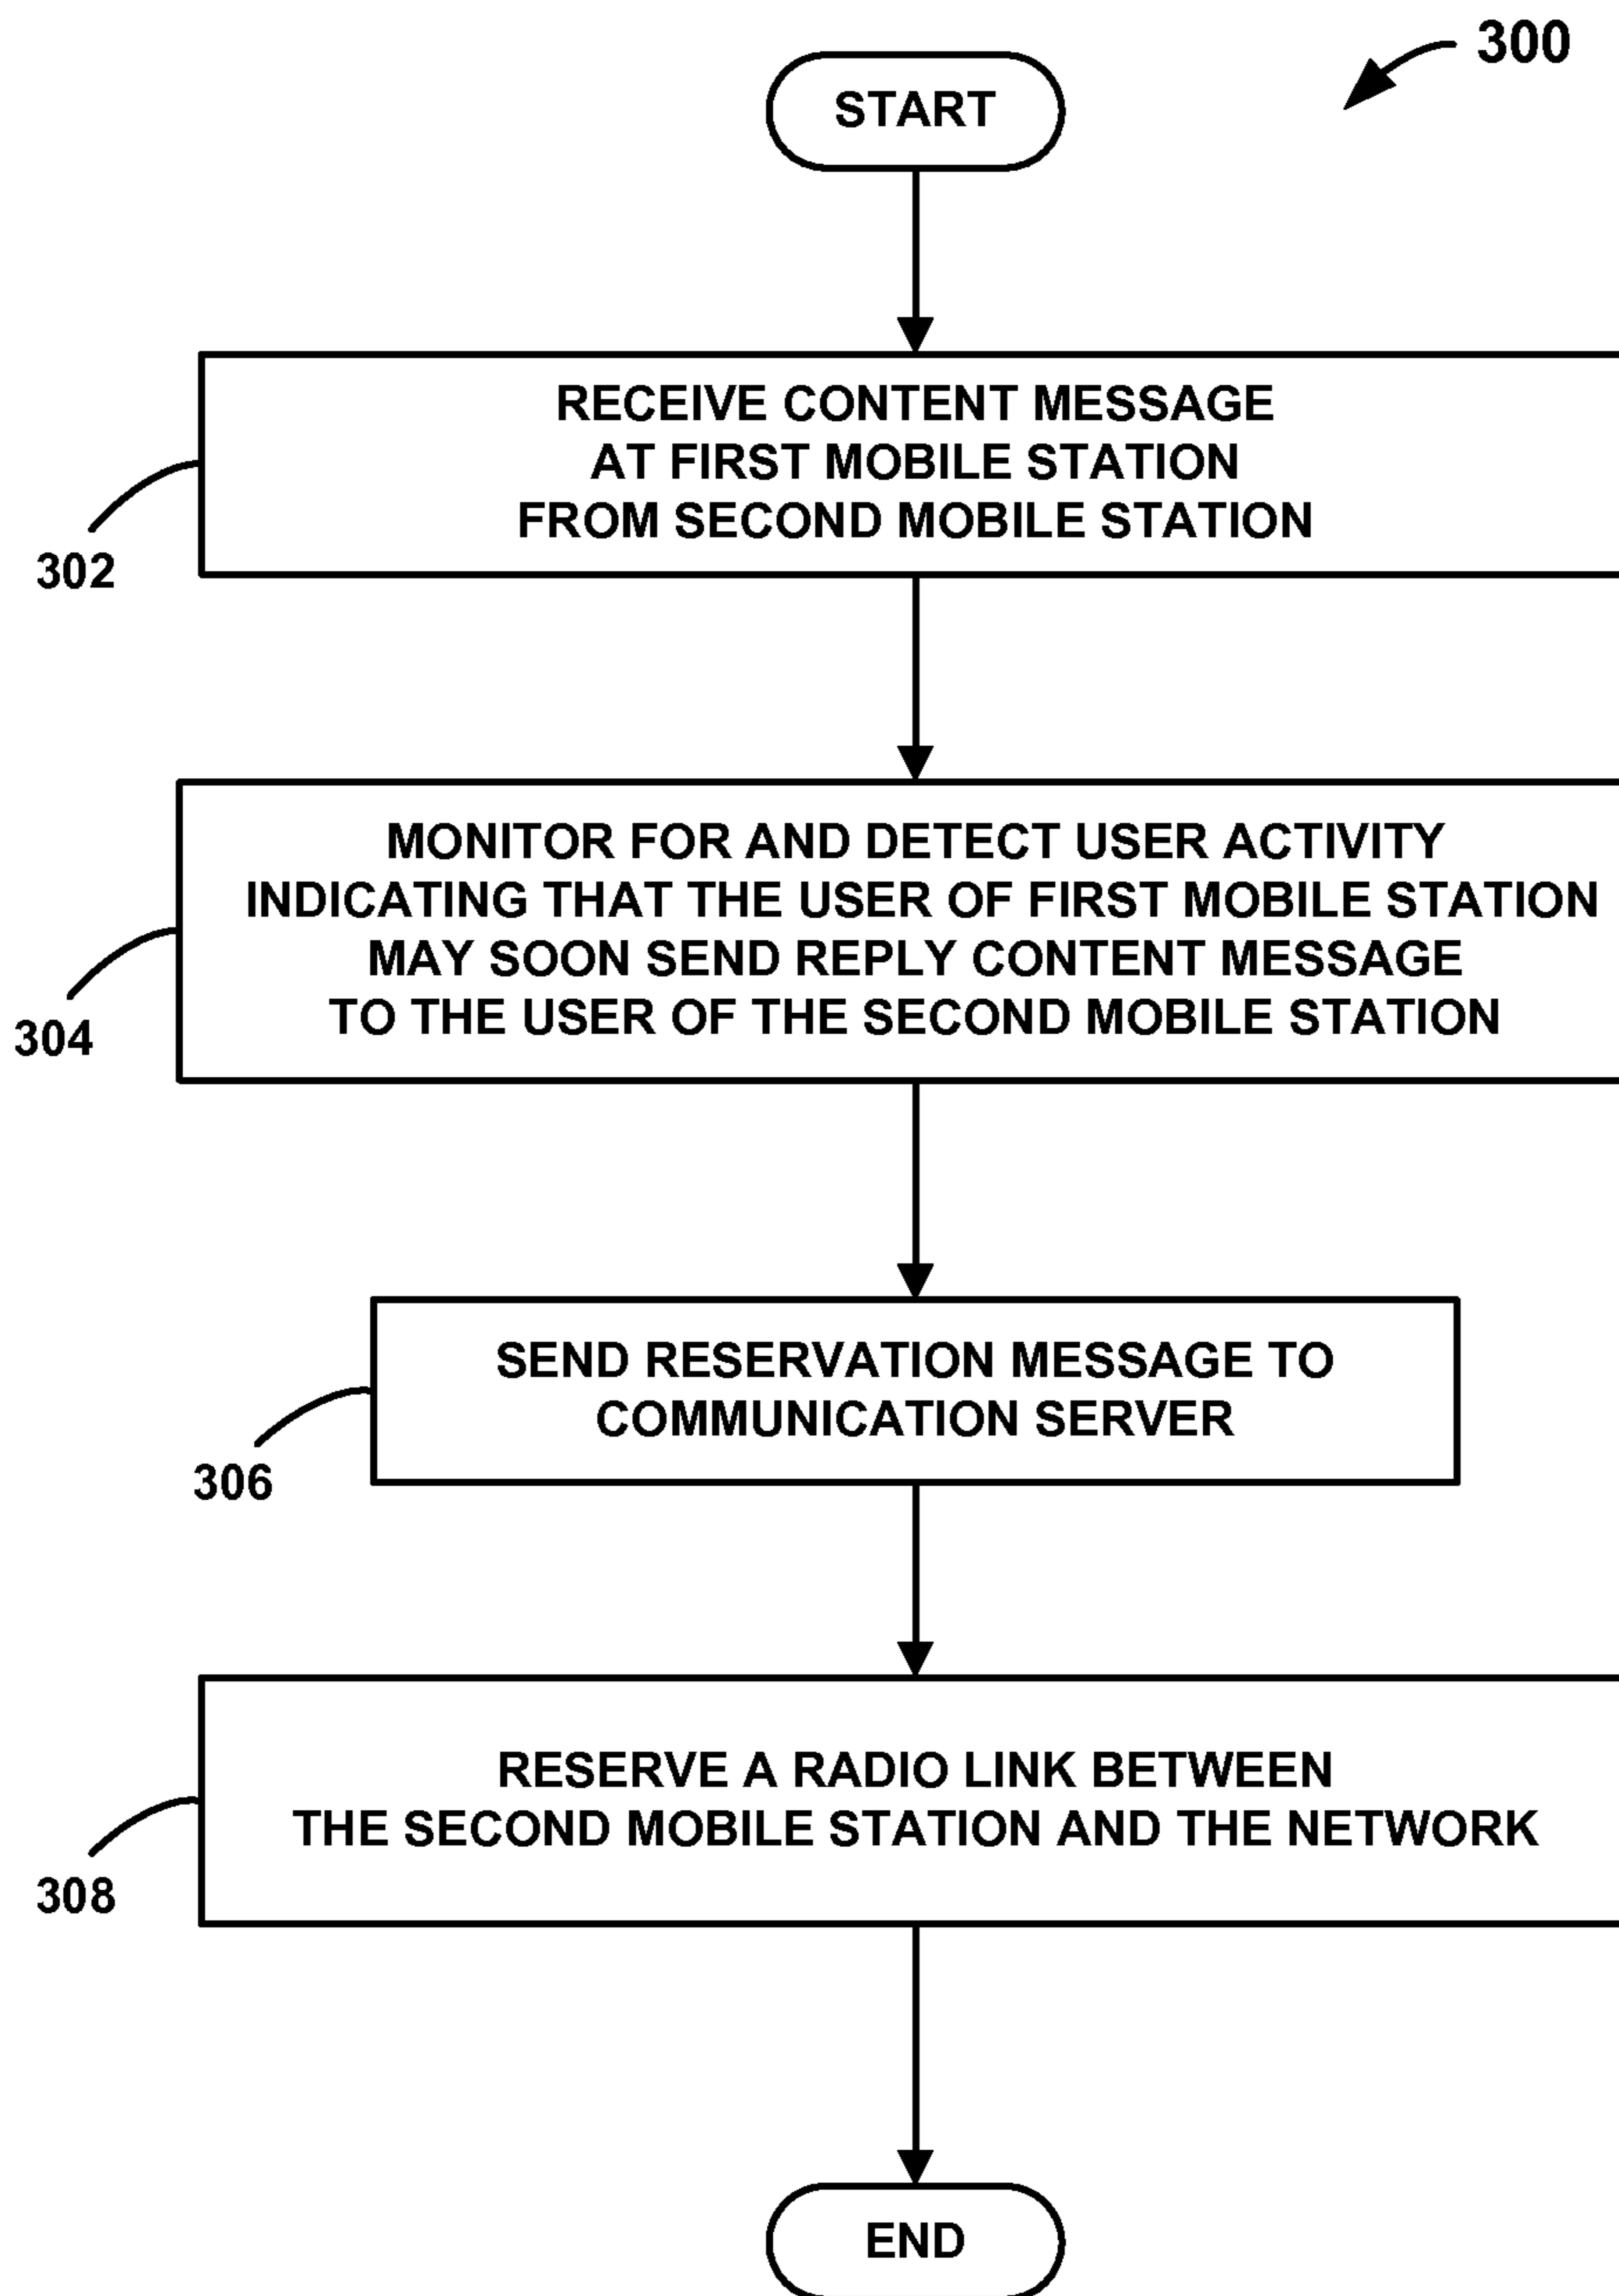 300
START
RECEIVE CONTENT MESSAGE
AT FIRST MOBILE STATION
FROM SECOND MOBILE STATION
302
MONITOR FOR AND DETECT USER ACTIVITY
INDICATING THAT THE USER OF FIRST MOBILE STATION
MAY SOON SEND REPLY CONTENT MESSAGE
TO THE USER OF THE SECOND MOBILE STATION
304
SEND RESERVATION MESSAGE TO
COMMUNICATION SERVER
306
RESERVE A RADIO LINK BETWEEN
THE SECOND MOBILE STATION AND THE NETWORK
308
END